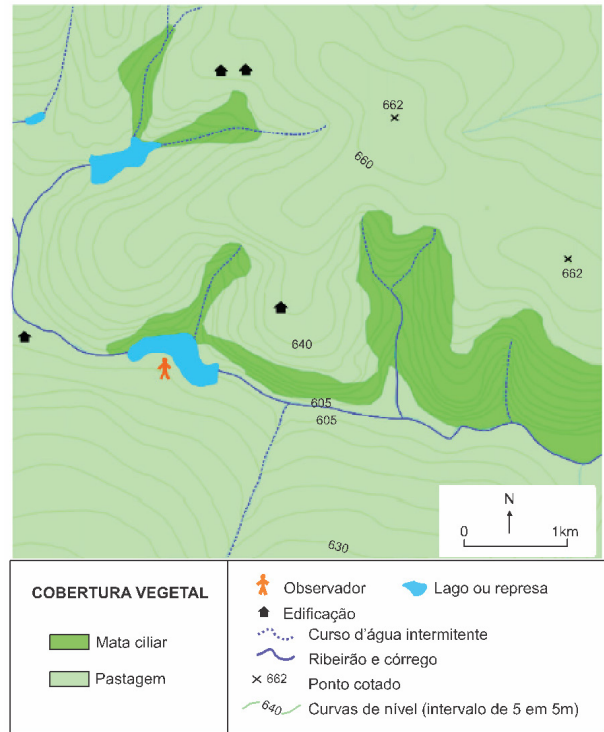 662
660
662
640
605
605
630
N
0 1km
COBERTURA VEGETAL
Mata ciliar
Pastagem
Observador
Lago ou represa
Edificação
Curso d'água intermitente
Ribeirão e córrego
662 Ponto cotado
640 Curvas de nível (intervalo de 5 em 5m)